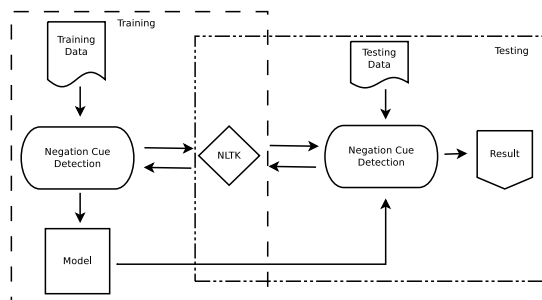 Training
Training
Data
Negation Cue
Detection
Model
NLTK
Testing
Testing
Data
Negation Cue
Detection
Result